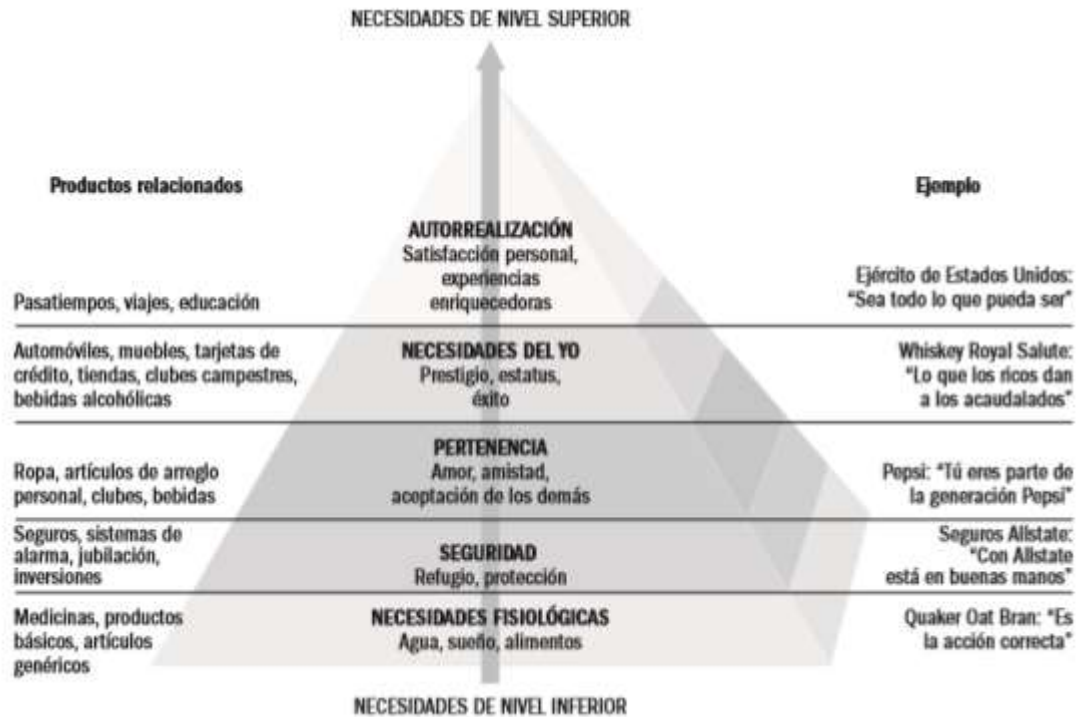 NECESIDADES DE NIVEL SUPERIOR
Productos relacionados
Ejemplo
AUTORREALIZACIÓN
Satisfacción personal,
experiencias
enriquecedoras
Pasatiempos, viajes, educación
Ejército de Estados Unidos:
“Sea todo lo que pueda ser”
Automóviles, muebles, tarjetas de
crédito, tiendas, clubes campestres,
bebidas alcohólicas
NECESIDADES DEL YO
Prestigio, estatus,
éxito
Whiskey Royal Salute:
“Lo que los ricos dan
a los acaudalados”
Ropa, artículos de arreglo
personal, clubes, bebidas
PERTENENCIA
Amor, amistad,
aceptación de los demás
Pepsi: “Tú eres parte de
la generación Pepsi”
Seguros, sistemas de
alarma, jubilación,
inversiones
SEGURIDAD
Refugio, protección
Seguros Allstate:
“Con Allstate
está en buenas manos”
Medicinas, productos
básicos, artículos
genéricos
NECESIDADES FISIOLÓGICAS
Agua, sueño, alimentos
Quaker Oat Bran: “Es
la acción correcta”
NECESIDADES DE NIVEL INFERIOR